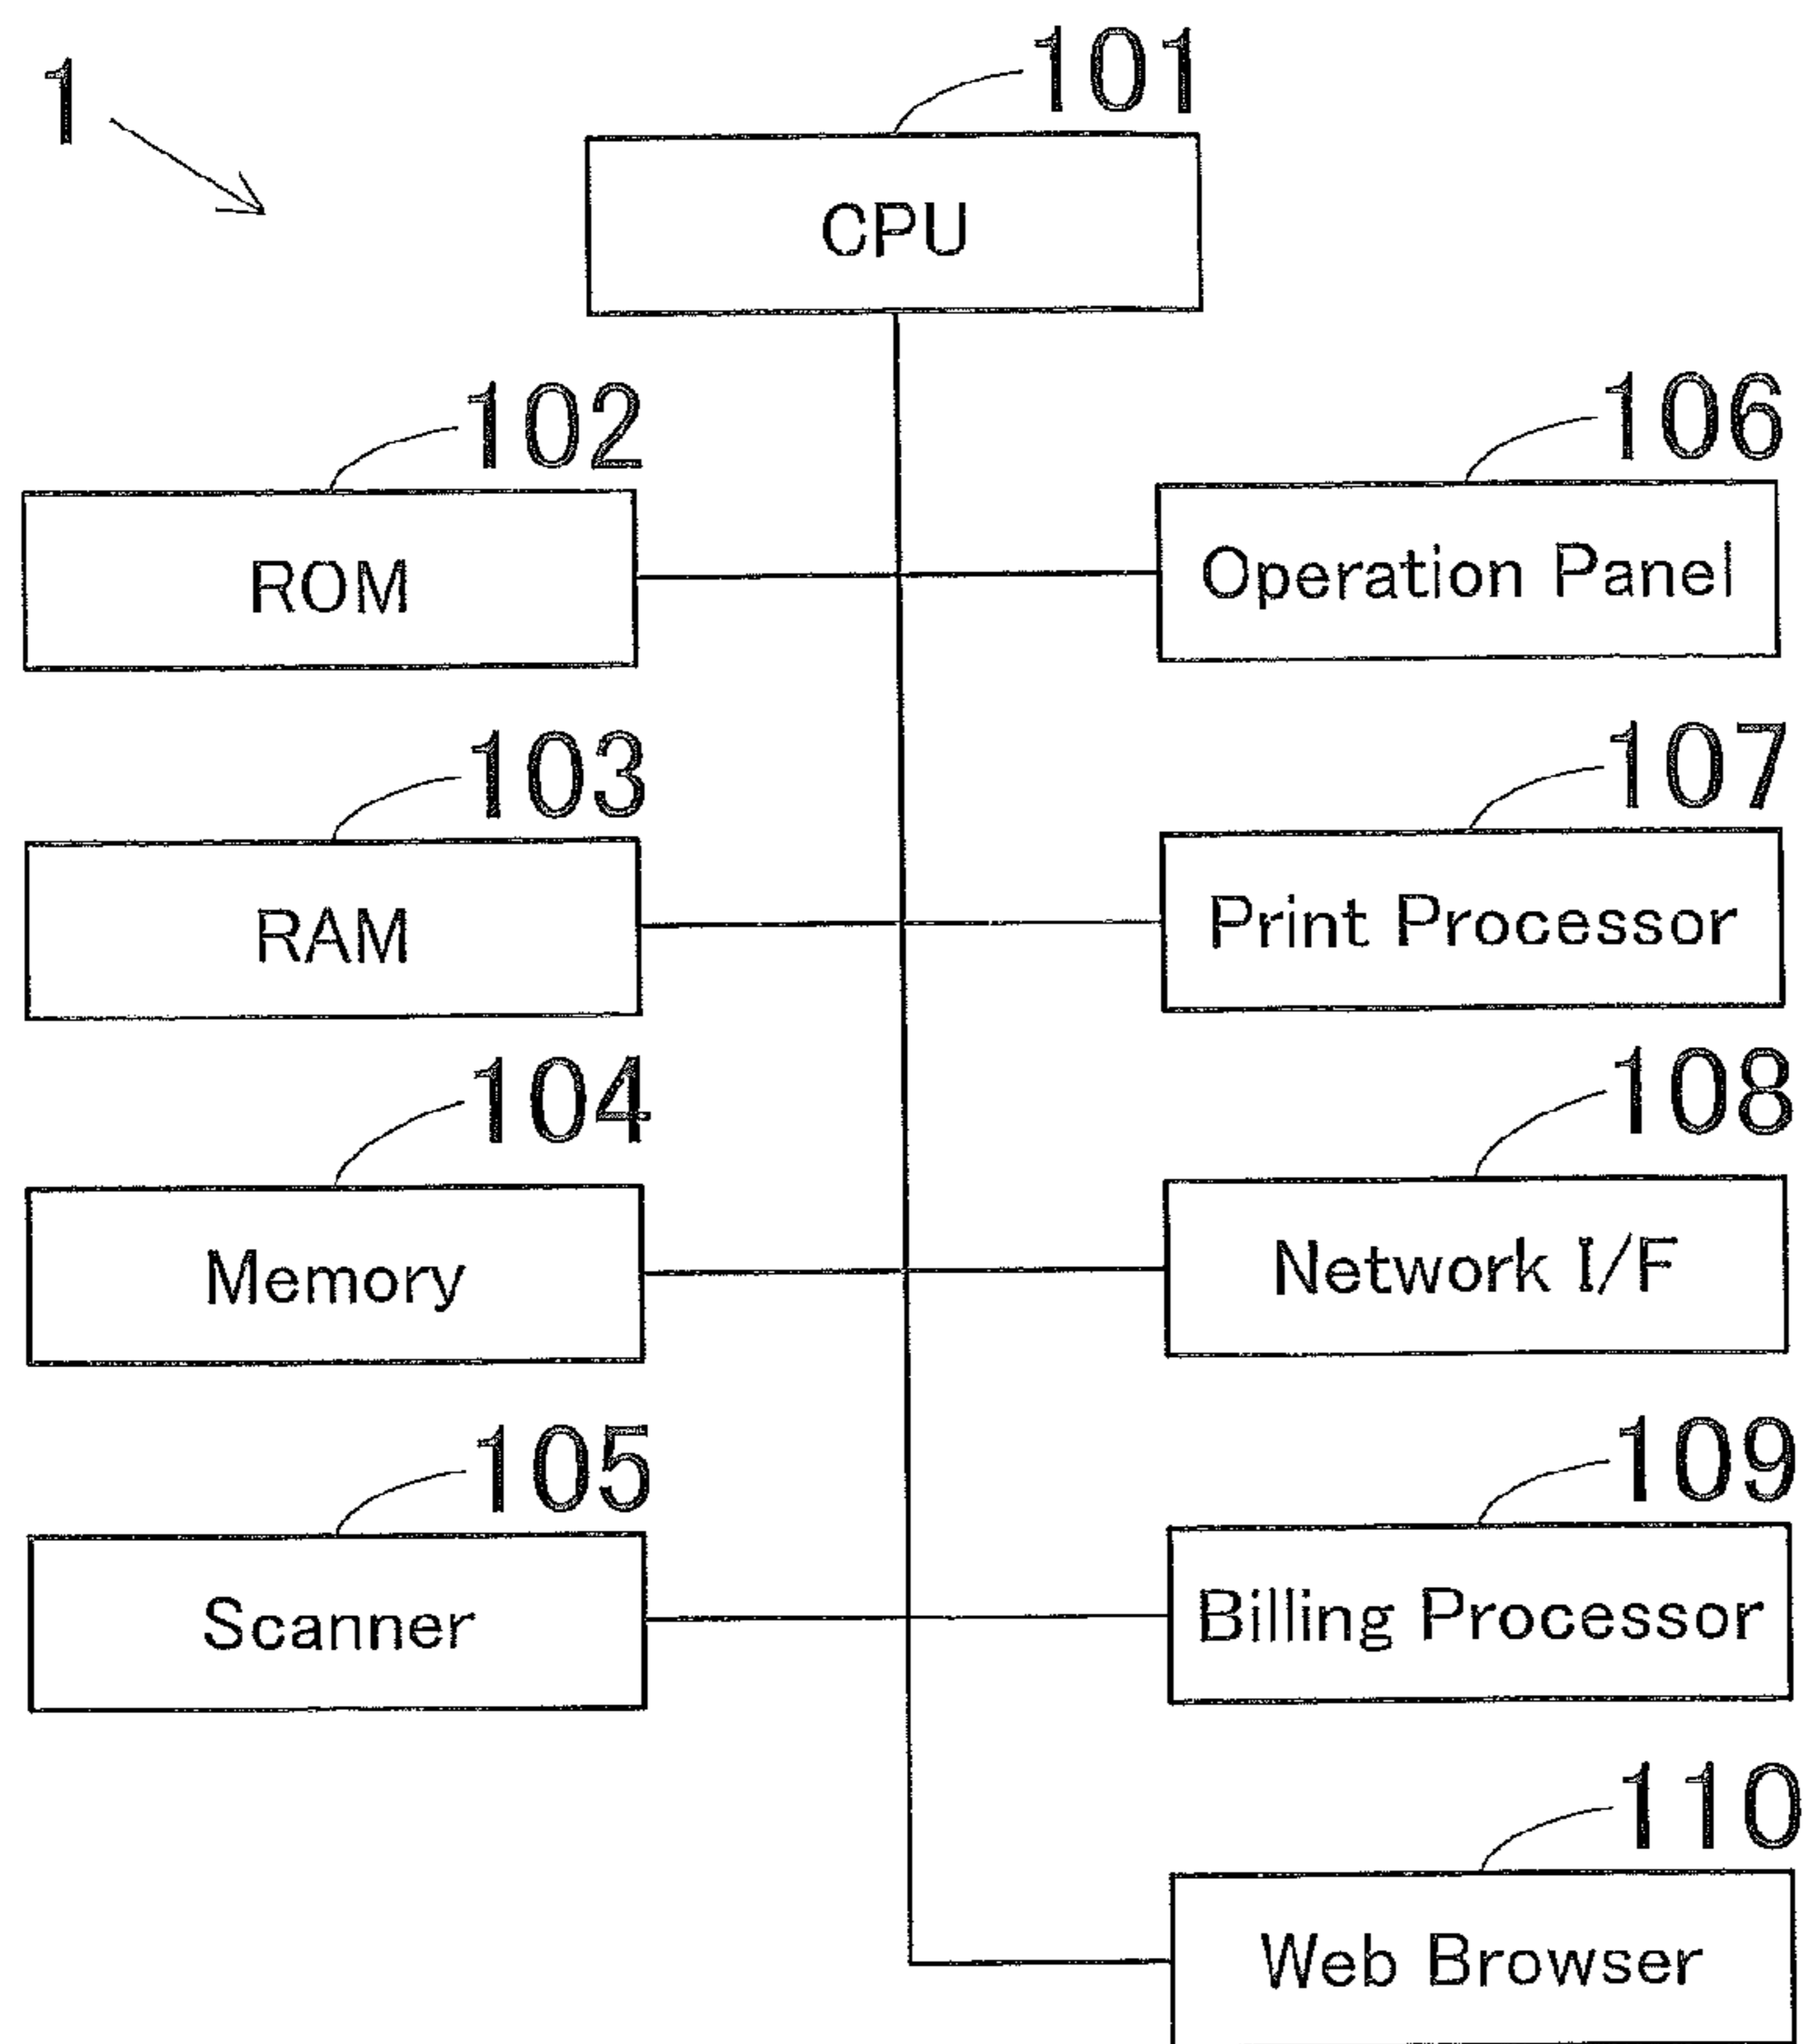 1
101
CPU
102
106
ROM
Operation Panel
103
107
RAM
Print Processor
104
108
Memory
Network I/F
105
109
Scanner
Billing Processor
110
Web Browser